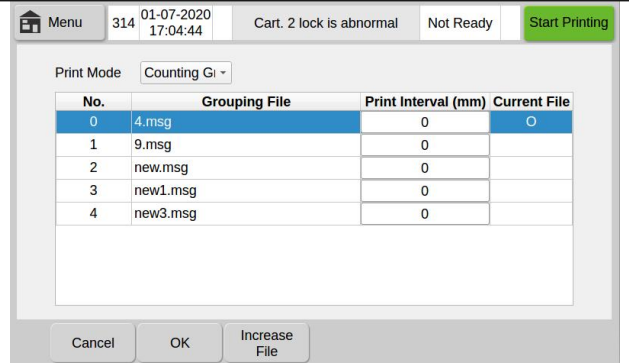 Menu 314 01-07-2020 17:04:44 Cart. 2 lock is abnormal Not Ready Start Printing
Print Mode Counting G
No. Grouping File Print Interval (mm) Current File
0 4.msg 0 O
1 9.msg 0
2 new.msg 0
3 new1.msg 0
4 new3.msg 0
Cancel OK Increase File